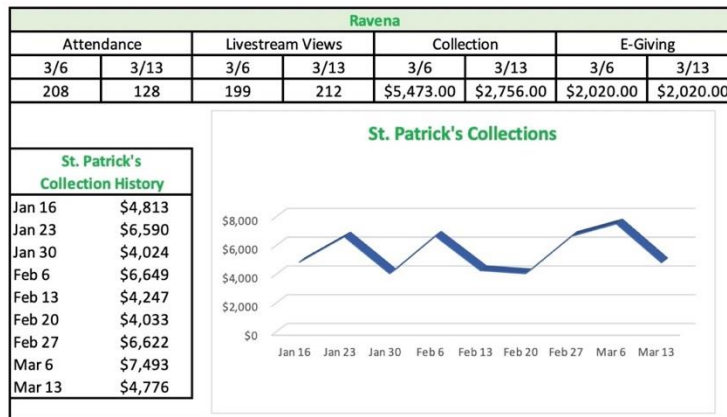 Ravena
Attendance Livestream Views Collection E-Giving
3/6 3/13 3/6 3/13 3/6 3/13 3/6 3/13
208 128 199 212 $5,473.00 $2,756.00 $2,020.00 $2,020.00
St. Patrick's
Collection History
Jan 16 $4,813
Jan 23 $6,590
Jan 30 $4,024
Feb 6 $6,649
Feb 13 $4,247
Feb 20 $4,033
Feb 27 $6,622
Mar 6 $7,493
Mar 13 $4,776
St. Patrick's Collections
$8,000
$6,000
$4,000
$2,000
$0
Jan 16 Jan 23 Jan 30 Feb 6 Feb 13 Feb 20 Feb 27 Mar 6 Mar 13